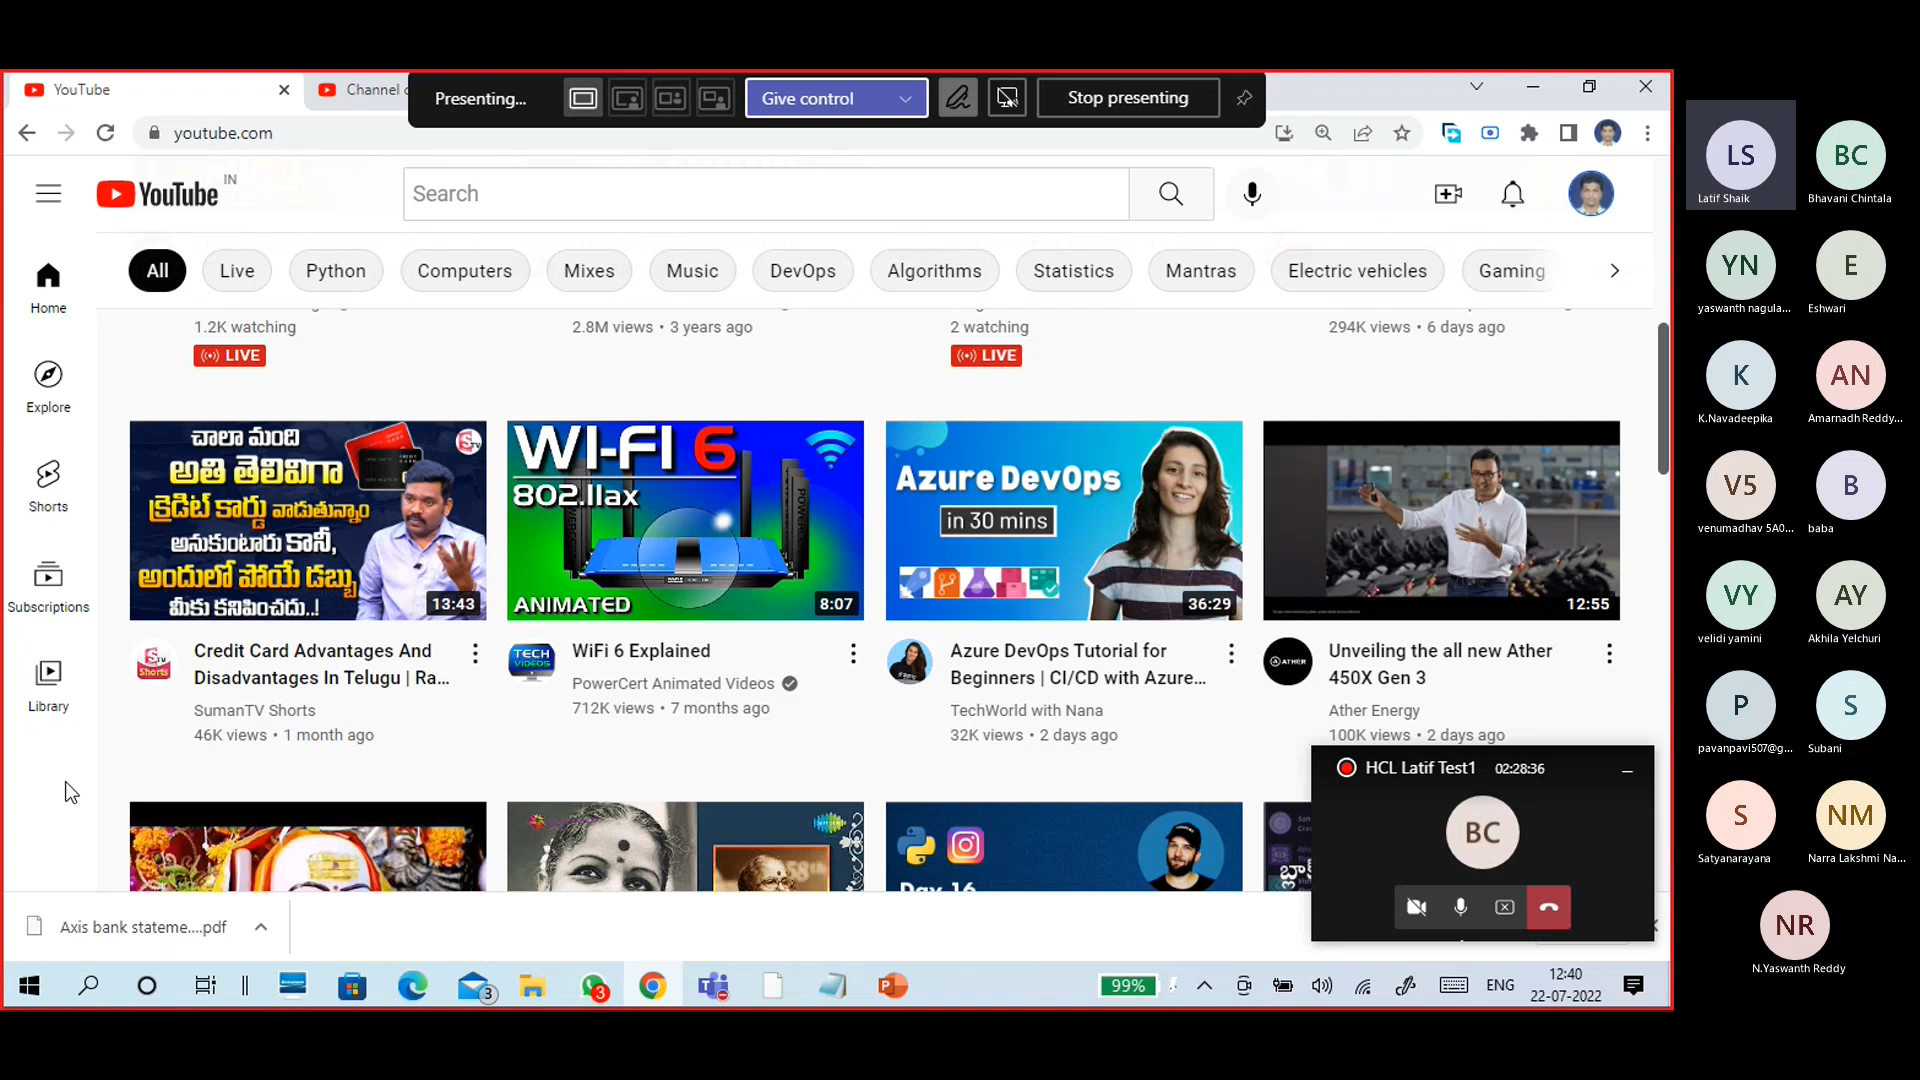 YouTube
Channel
Presenting...
Give control
Stop presenting
youtube.com
YouTube IN
Search
All
Live
Python
Computers
Mixes
Music
DevOps
Algorithms
Statistics
Mantras
Electric vehicles
Gaming
Home
Explore
Shorts
Subscriptions
Library
1.2K watching
LIVE
2.8M views • 3 years ago
2 watching
LIVE
294K views • 6 days ago
చాలా మంది
అతి తెలివిగా
క్రెడిట్ కార్డు వాడుతున్నాం
అనుకుంటారు కానీ,
అందులో పోయే డబ్బు
మీకు కనిపించదు..!
13:43
Credit Card Advantages And
Disadvantages In Telugu | Ra...
SumanTV Shorts
46K views • 1 month ago
WI-FI 6
802.11ax
ANIMATED
8:07
TECH
VIDEOS
WiFi 6 Explained
PowerCert Animated Videos
712K views • 7 months ago
Azure DevOps
in 30 mins
36:29
Azure DevOps Tutorial for
Beginners | CI/CD with Azure...
TechWorld with Nana
32K views • 2 days ago
12:55
ATHER
Unveiling the all new Ather
450X Gen 3
Ather Energy
100K views • 2 days ago
Day 16
HCL Latif Test1 02:28:36
BC
Axis bank stateme....pdf
3
3
99%
ENG
12:40
22-07-2022
LS
Latif Shaik
BC
Bhavani Chintala
YN
yaswanth nagula...
E
Eshwari
K
K.Navadeepika
AN
Amarnadh Reddy...
V5
venumadhav 5A0...
B
baba
VY
velidi yamini
AY
Akhila Yelchuri
P
pavanpavi507@g...
S
Subani
S
Satyanarayana
NM
Narra Lakshmi Na...
NR
N.Yaswanth Reddy